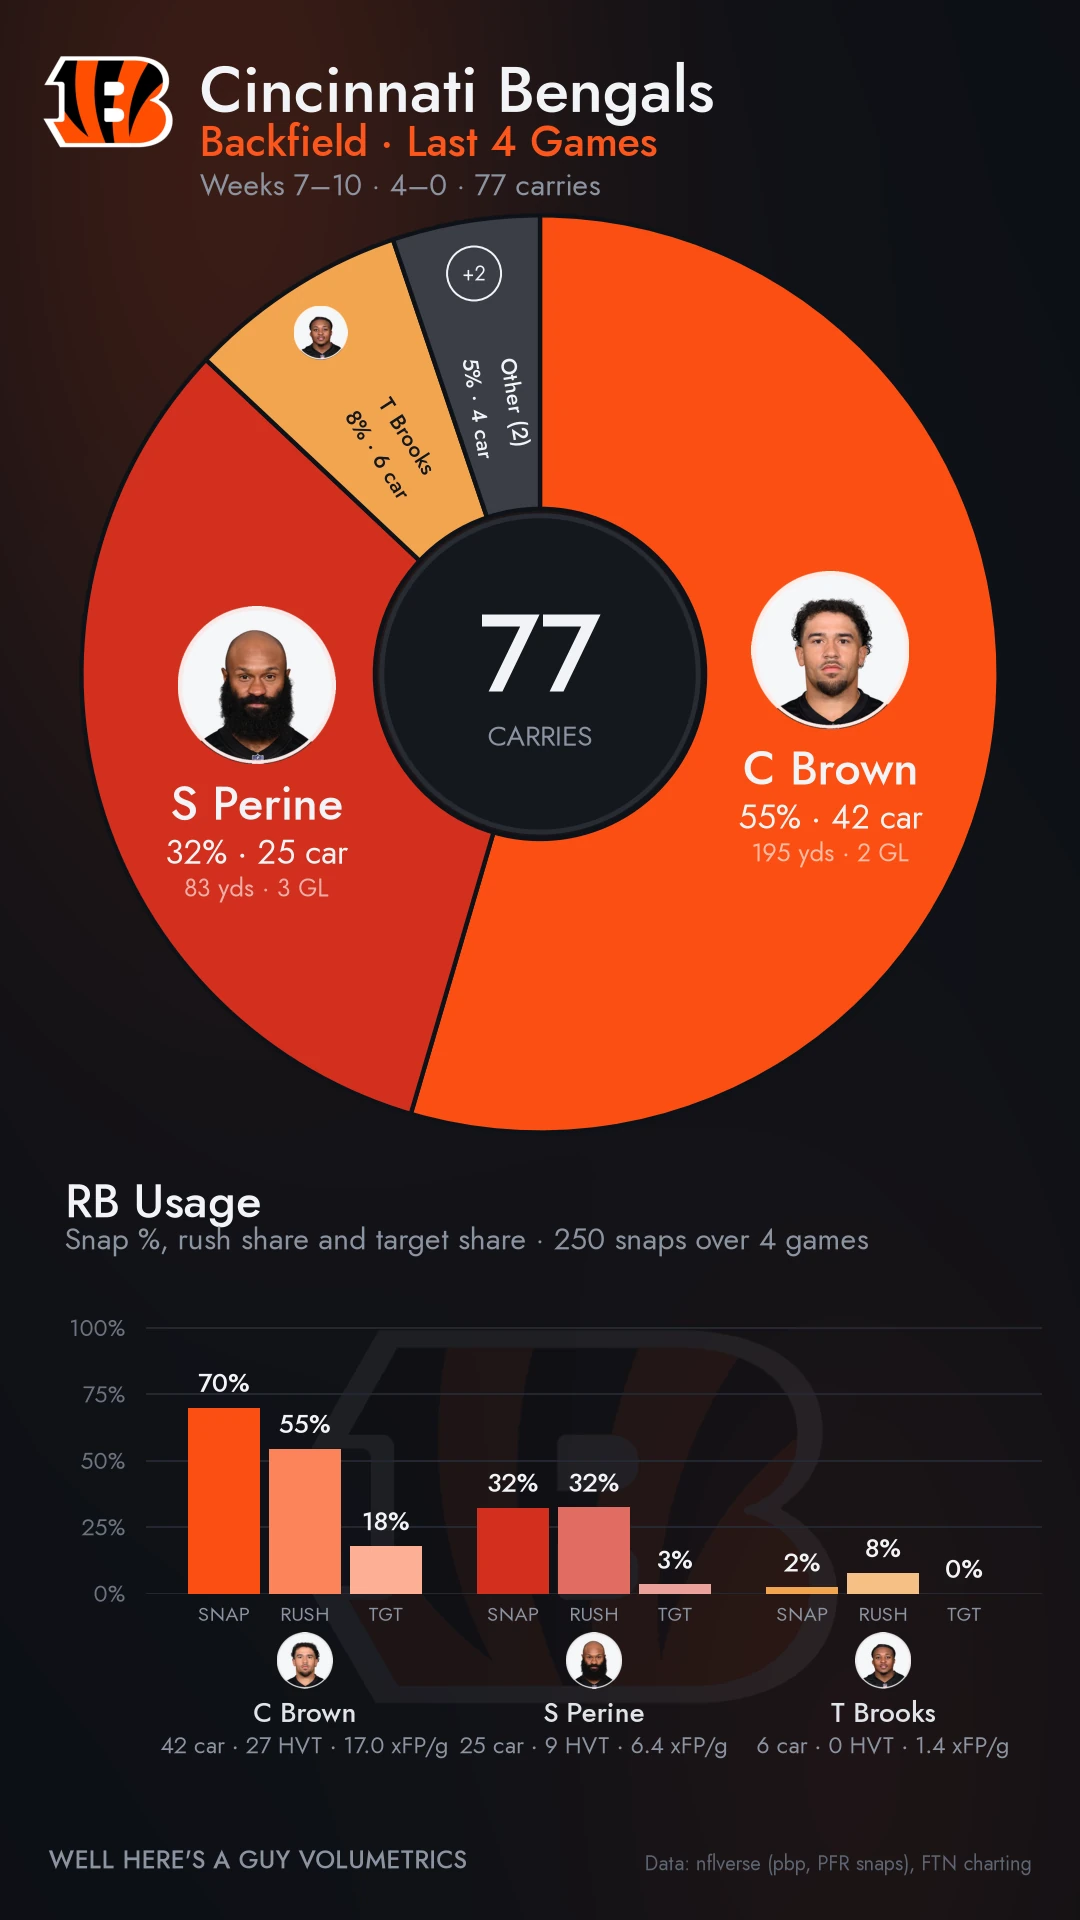 Cincinnati Bengals
Backfield · Last 4 Games
Weeks 7–10 · 4–0 · 77 carries
+2
Other (2)
5% · 4 car
T Brooks
8% · 6 car
77
CARRIES
C Brown
55% · 42 car
195 yds · 2 GL
S Perine
32% · 25 car
83 yds · 3 GL
RB Usage
Snap %, rush share and target share · 250 snaps over 4 games
100%
75%
50%
25%
0%
70% 55% 18% 32% 32% 3% 2% 8% 0%
SNAP RUSH TGT SNAP RUSH TGT SNAP RUSH TGT
C Brown S Perine T Brooks
42 car · 27 HVT · 17.0 xFP/g 25 car · 9 HVT · 6.4 xFP/g 6 car · 0 HVT · 1.4 xFP/g
WELL HERE'S A GUY VOLUMETRICS
Data: nflverse (pbp, PFR snaps), FTN charting